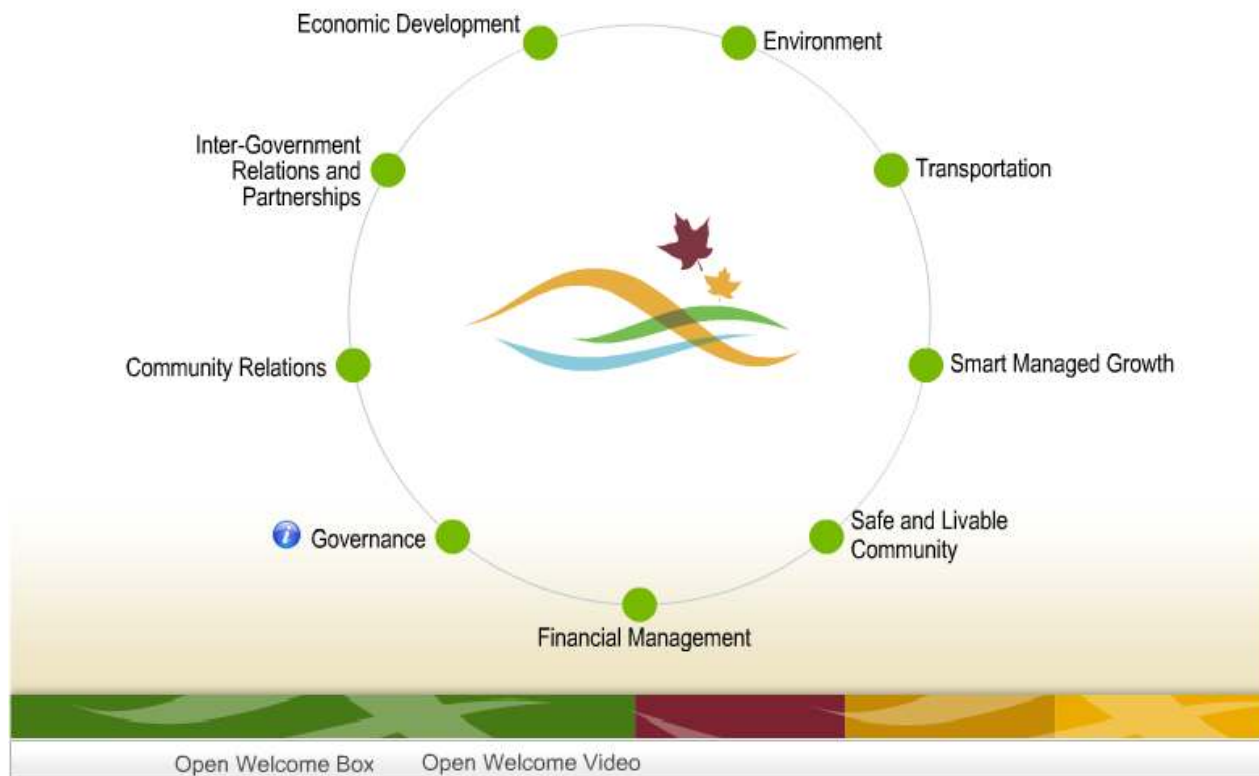 Economic Development
Environment
Inter-Government
Relations and
Partnerships
Transportation
Community Relations
Smart Managed Growth
Governance
Safe and Livable
Community
Financial Management
Open Welcome Box
Open Welcome Video